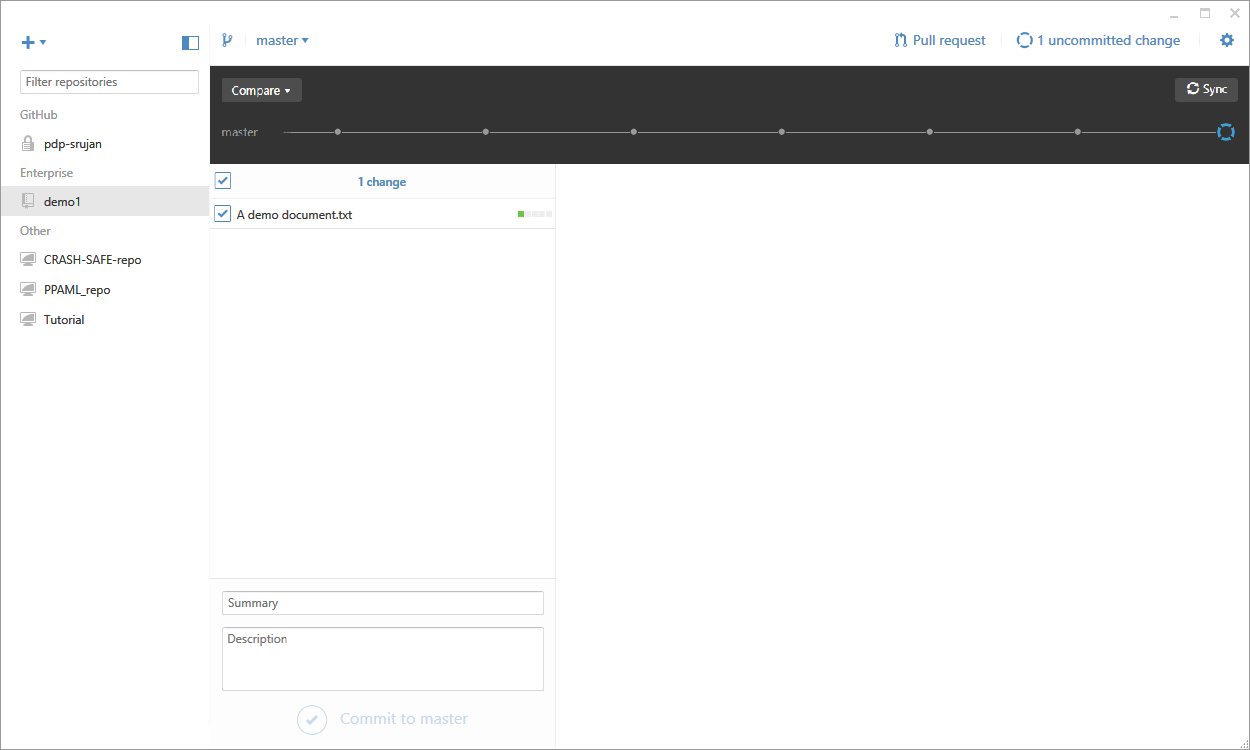 master
Pull request
1 uncommitted change
Filter repositories
GitHub
pdp-srujan
Enterprise
demo1
Other
CRASH-SAFE-repo
PPAML_repo
Tutorial
Compare
Sync
master
1 change
A demo document.txt
Summary
Description
Commit to master